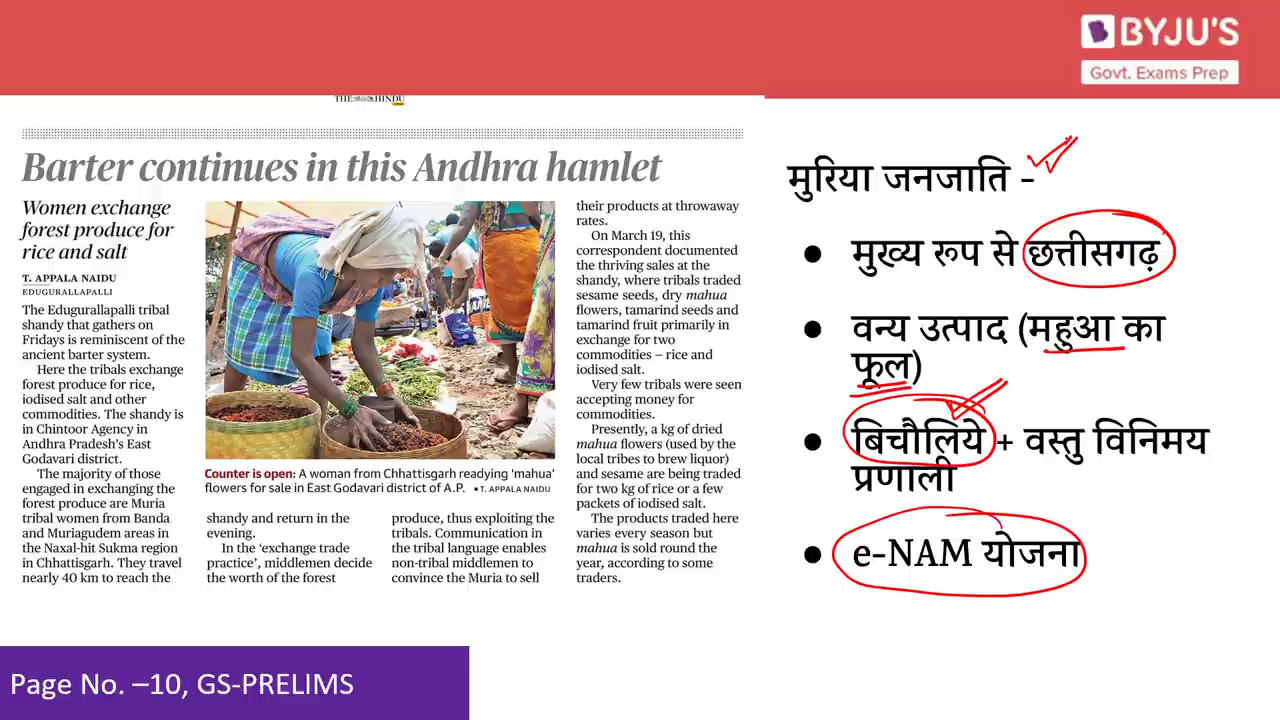 BYJU'S
Govt. Exams Prep
THE HINDU
Barter continues in this Andhra hamlet
Women exchange
forest produce for
rice and salt
T. APPALA NAIDU
EDUGURALLAPALLI
The Edugurallapalli tribal
shandy that gathers on
Fridays is reminiscent of the
ancient barter system.
Here the tribals exchange
forest produce for rice,
iodised salt and other
commodities. The shandy is
in Chintoor Agency in
Andhra Pradesh's East
Godavari district.
The majority of those
engaged in exchanging the
forest produce are Muria
tribal women from Banda
and Muriagudem areas in
the Naxal-hit Sukma region
in Chhattisgarh. They travel
nearly 40 km to reach the
Counter is open: A woman from Chhattisgarh readying 'mahua'
flowers for sale in East Godavari district of A.P. ▪T. APPALA NAIDU
shandy and return in the
evening.
In the 'exchange trade
practice', middlemen decide
the worth of the forest
produce, thus exploiting the
tribals. Communication in
the tribal language enables
non-tribal middlemen to
convince the Muria to sell
their products at throwaway
rates.
On March 19, this
correspondent documented
the thriving sales at the
shandy, where tribals traded
sesame seeds, dry mahua
flowers, tamarind seeds and
tamarind fruit primarily in
exchange for two
commodities – rice and
iodised salt.
Very few tribals were seen
accepting money for
commodities.
Presently, a kg of dried
mahua flowers (used by the
local tribes to brew liquor)
and sesame are being traded
for two kg of rice or a few
packets of iodised salt.
The products traded here
varies every season but
mahua is sold round the
year, according to some
traders.
मुरिया जनजाति -
● मुख्य रूप से छत्तीसगढ़
● वन्य उत्पाद (महुआ का
फूल)
● बिचौलिये + वस्तु विनिमय
प्रणाली
● e-NAM योजना
Page No. –10, GS-PRELIMS